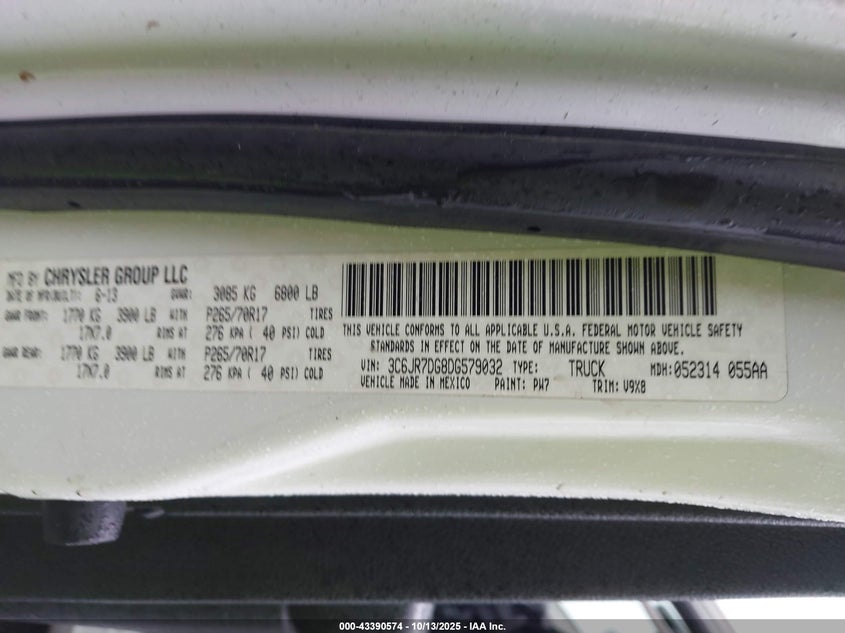 MFD BY CHRYSLER GROUP LLC
DATE OF MFR(BUILT): 6-13 GVWR: 3085 KG 6800 LB
GAWR FRONT: 1770 KG 3900 LB WITH P265/70R17 TIRES
17X7.0 RIMS AT 276 KPA ( 40 PSI) COLD
GAWR REAR: 1770 KG 3900 LB WITH P265/70R17 TIRES
17X7.0 RIMS AT 276 KPA ( 40 PSI) COLD
THIS VEHICLE CONFORMS TO ALL APPLICABLE U.S.A. FEDERAL MOTOR VEHICLE SAFETY
STANDARDS IN EFFECT ON THE DATE OF MANUFACTURE SHOWN ABOVE.
VIN: 3C6JR7DG8DG579032 TYPE: TRUCK MDH: 052314 055AA
VEHICLE MADE IN MEXICO PAINT: PW7 TRIM: V9X8
000-43390574 | 10/13/2025 - IAA Inc.